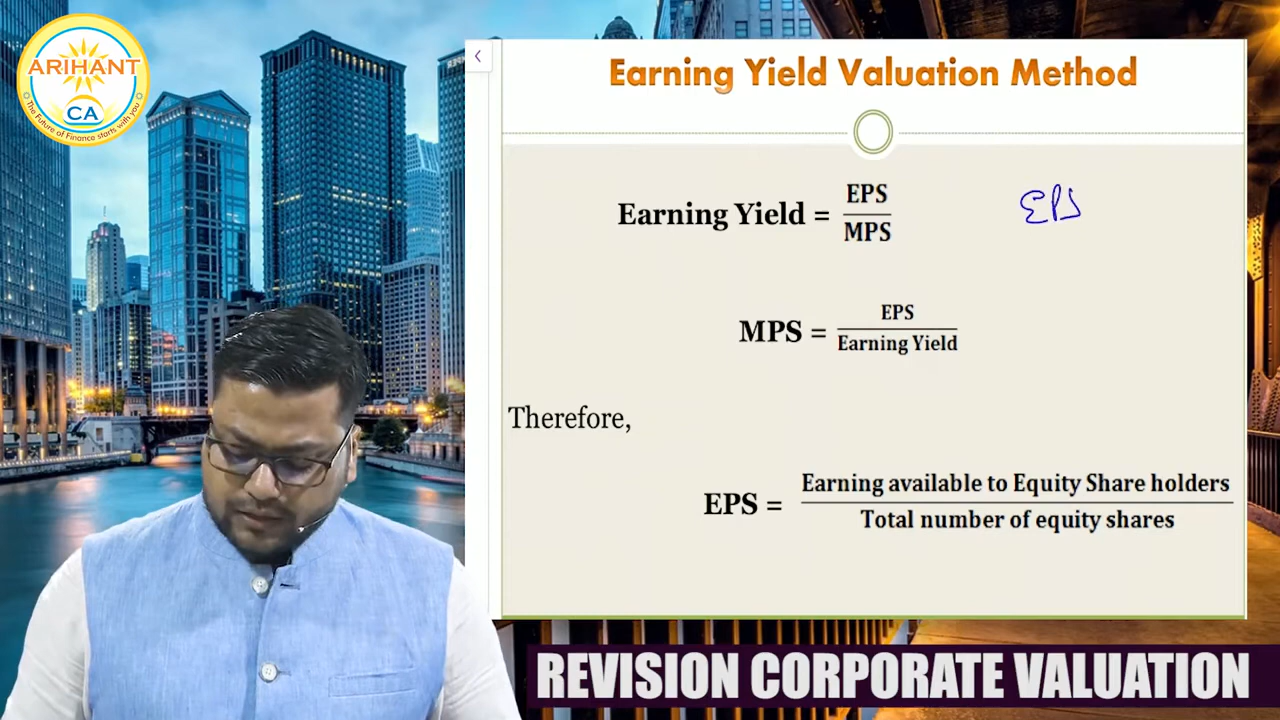 ARIHANT
CA
The Future of Finance starts with you
Earning Yield Valuation Method
Earning Yield = EPS / MPS
EPS
MPS = EPS / Earning Yield
Therefore,
EPS = Earning available to Equity Share holders / Total number of equity shares
REVISION CORPORATE VALUATION